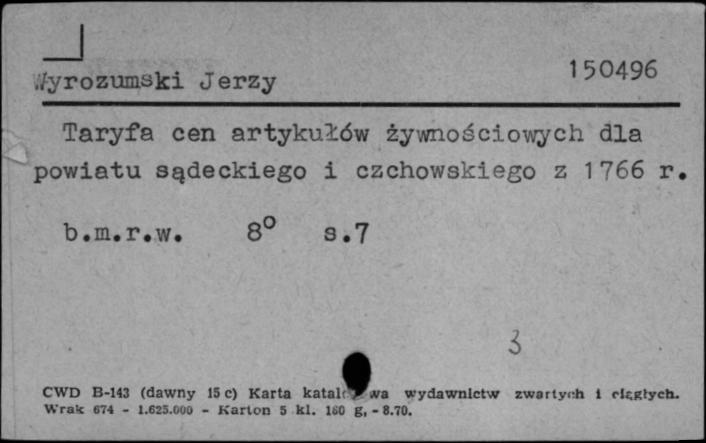 Wyrozumski Jerzy
150496
Taryfa cen artykułów żywnościowych dla
powiatu sądeckiego i czchowskiego z 1766 r.
b.m.r.w. 8° s.7
3
CWD B-143 (dawny 15 c) Karta wydawnictw zwartych i ciągłych.
Wrak 674 - 1.625.000 - Karton 5 kl. 160 g, - 8.70.